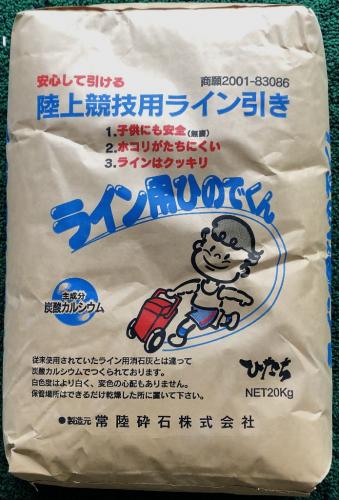 安心して引ける
商願2001-83086
陸上競技用ライン引き
1.子供にも安全(無害)
2.ホコリがたちにくい
3.ラインはクッキリ
ライン用ひのでくん
主成分
炭酸カルシウム
従来使用されていたライン用消石灰とは違って
炭酸カルシウムでつくられております。
白色度はより白く、変色の心配もありません。
保管場所はできるだけ乾燥した所に置いて下さい。
ひたち
NET20Kg
●製造元 常陸砕石株式会社